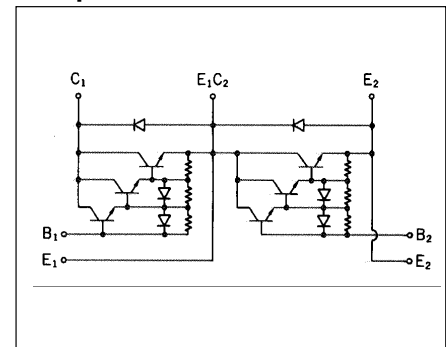 C₁ E₁C₂ E₂
B₁ B₂
E₁ E₂